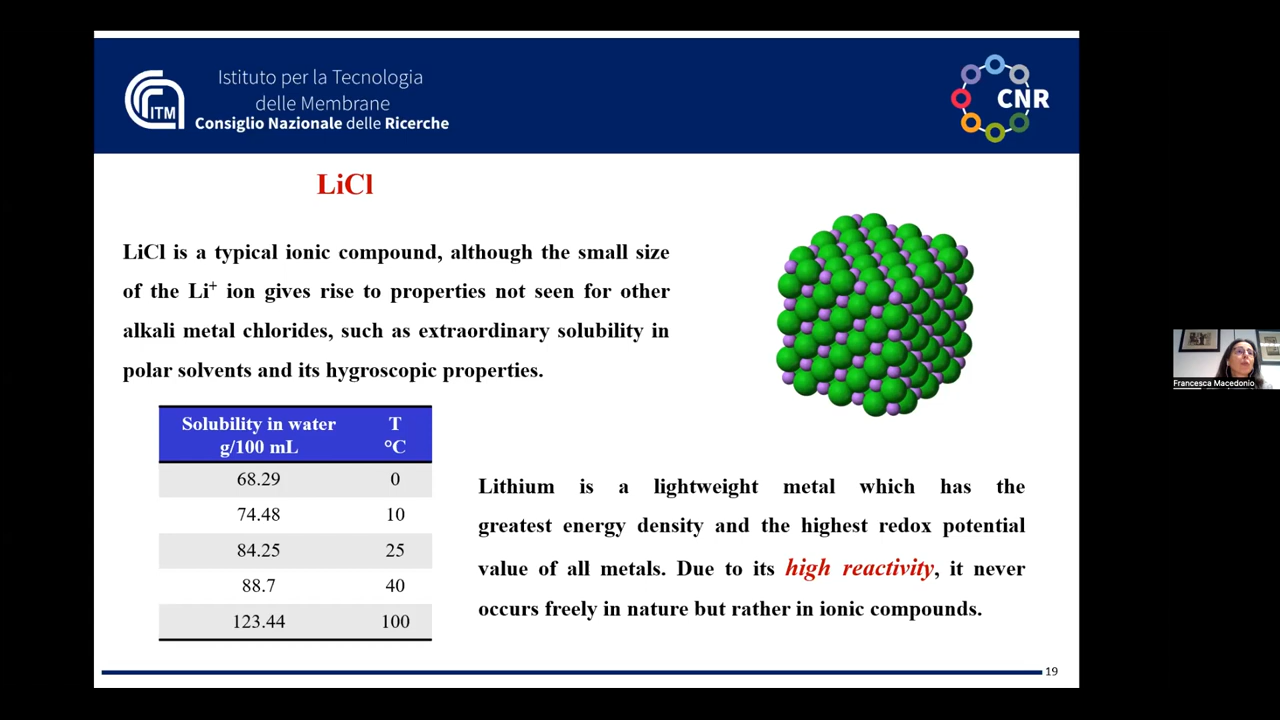 Istituto per la Tecnologia
delle Membrane
Consiglio Nazionale delle Ricerche
ITM
CNR
LiCl
LiCl is a typical ionic compound, although the small size
of the Li⁺ ion gives rise to properties not seen for other
alkali metal chlorides, such as extraordinary solubility in
polar solvents and its hygroscopic properties.
Solubility in water T
g/100 mL °C
68.29 0
74.48 10
84.25 25
88.7 40
123.44 100
Lithium is a lightweight metal which has the
greatest energy density and the highest redox potential
value of all metals. Due to its high reactivity, it never
occurs freely in nature but rather in ionic compounds.
19
Francesca Macedonio